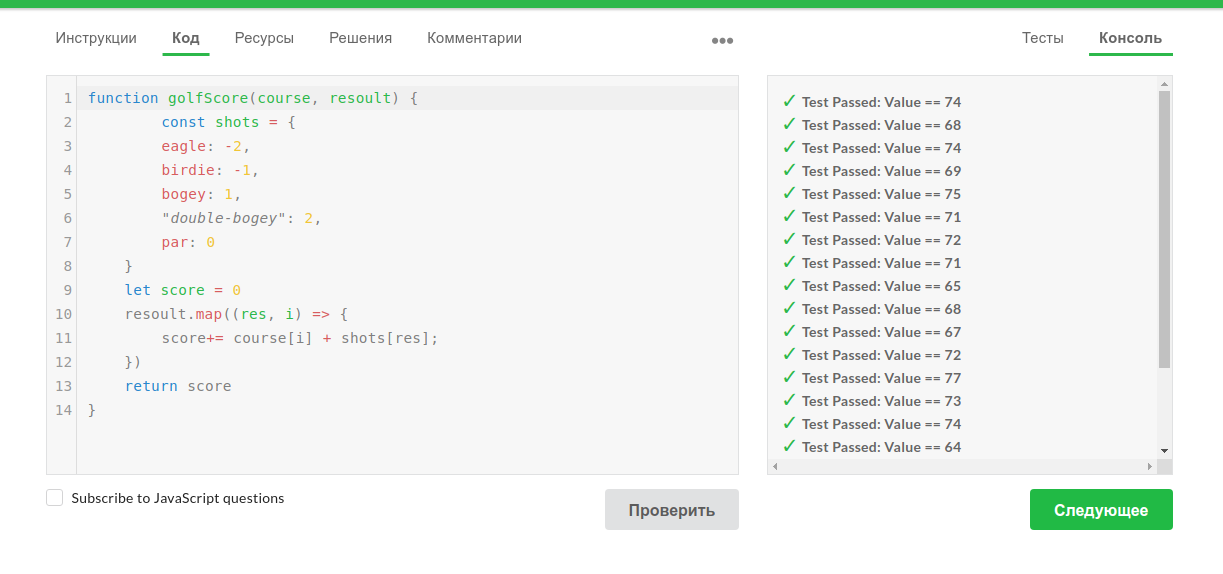 Инструкции Код Ресурсы Решения Комментарии ••• Тесты Консоль
1 function golfScore(course, resoult) {
2 const shots = {
3 eagle: -2,
4 birdie: -1,
5 bogey: 1,
6 "double-bogey": 2,
7 par: 0
8 }
9 let score = 0
10 resoult.map((res, i) => {
11 score+= course[i] + shots[res];
12 })
13 return score
14 }
✓ Test Passed: Value == 74
✓ Test Passed: Value == 68
✓ Test Passed: Value == 74
✓ Test Passed: Value == 69
✓ Test Passed: Value == 75
✓ Test Passed: Value == 71
✓ Test Passed: Value == 72
✓ Test Passed: Value == 71
✓ Test Passed: Value == 65
✓ Test Passed: Value == 68
✓ Test Passed: Value == 67
✓ Test Passed: Value == 72
✓ Test Passed: Value == 77
✓ Test Passed: Value == 73
✓ Test Passed: Value == 74
✓ Test Passed: Value == 64
Subscribe to JavaScript questions
Проверить
Следующее